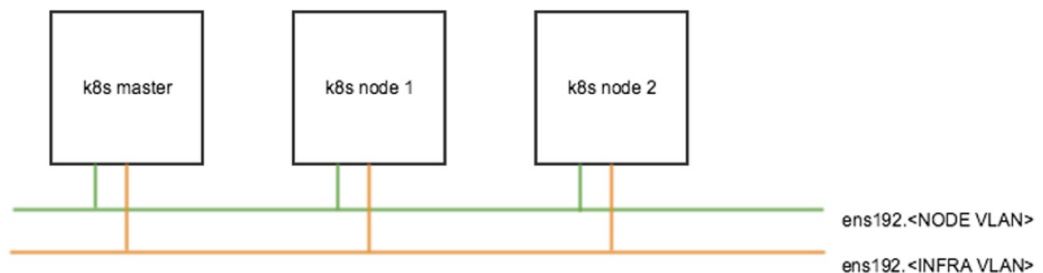 k8s master
k8s node 1
k8s node 2
ens192.<NODE VLAN>
ens192.<INFRA VLAN>